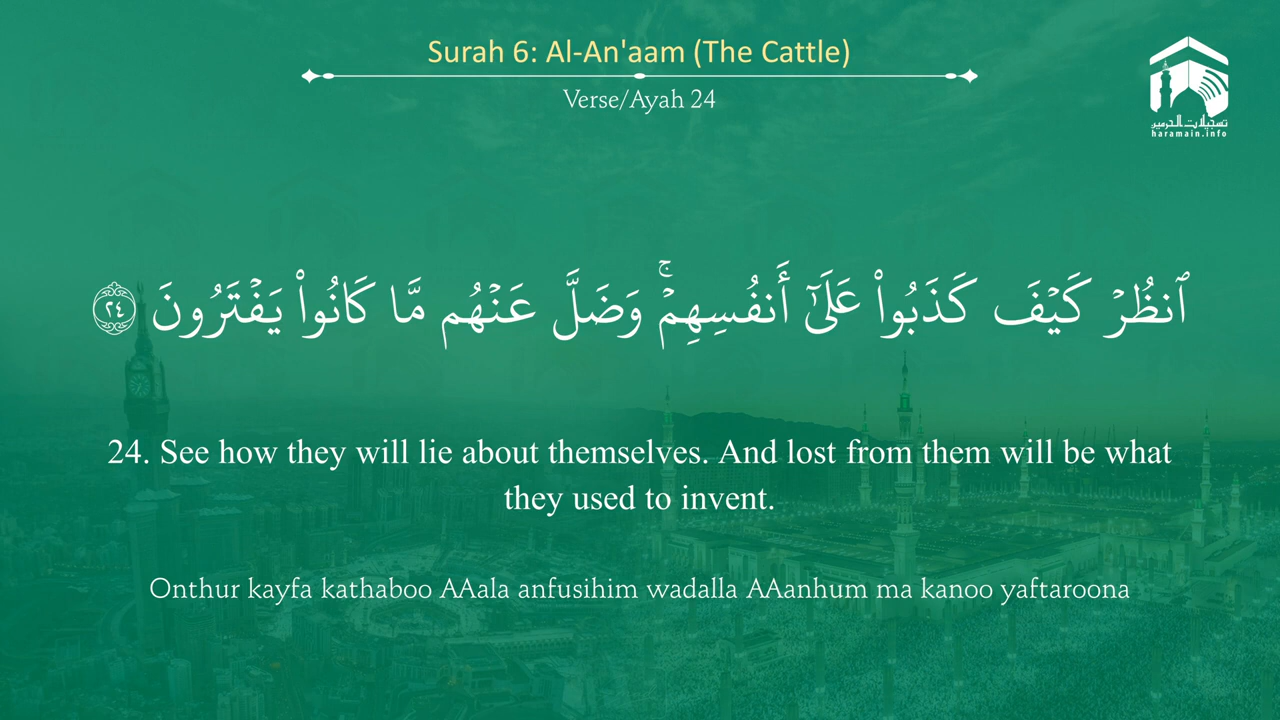 Surah 6: Al-An'aam (The Cattle)
Verse/Ayah 24
تسجيلات الحرمين
haramain.info
ٱنظُرۡ كَيۡفَ كَذَبُواْ عَلَىٰٓ أَنفُسِهِمۡۚ وَضَلَّ عَنۡهُم مَّا كَانُواْ يَفۡتَرُونَ ٢٤
24. See how they will lie about themselves. And lost from them will be what
they used to invent.
Onthur kayfa kathaboo AAala anfusihim wadalla AAanhum ma kanoo yaftaroona